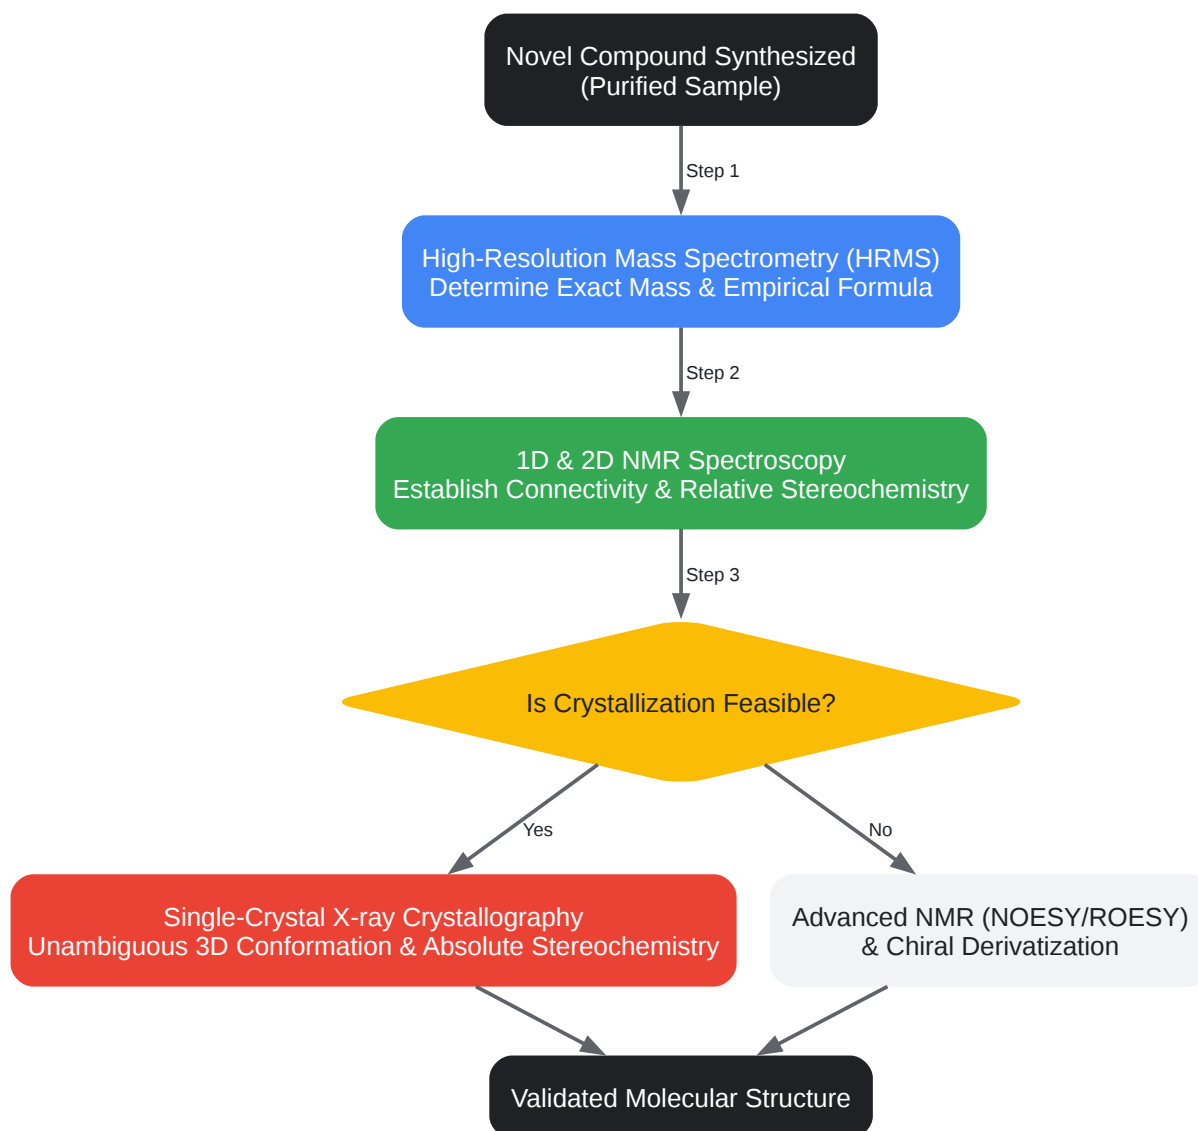 Novel Compound Synthesized
(Purified Sample)
Step 1
High-Resolution Mass Spectrometry (HRMS)
Determine Exact Mass & Empirical Formula
Step 2
1D & 2D NMR Spectroscopy
Establish Connectivity & Relative Stereochemistry
Step 3
Is Crystallization Feasible?
Yes
No
Single-Crystal X-ray Crystallography
Unambiguous 3D Conformation & Absolute Stereochemistry
Advanced NMR (NOESY/ROESY)
& Chiral Derivatization
Validated Molecular Structure